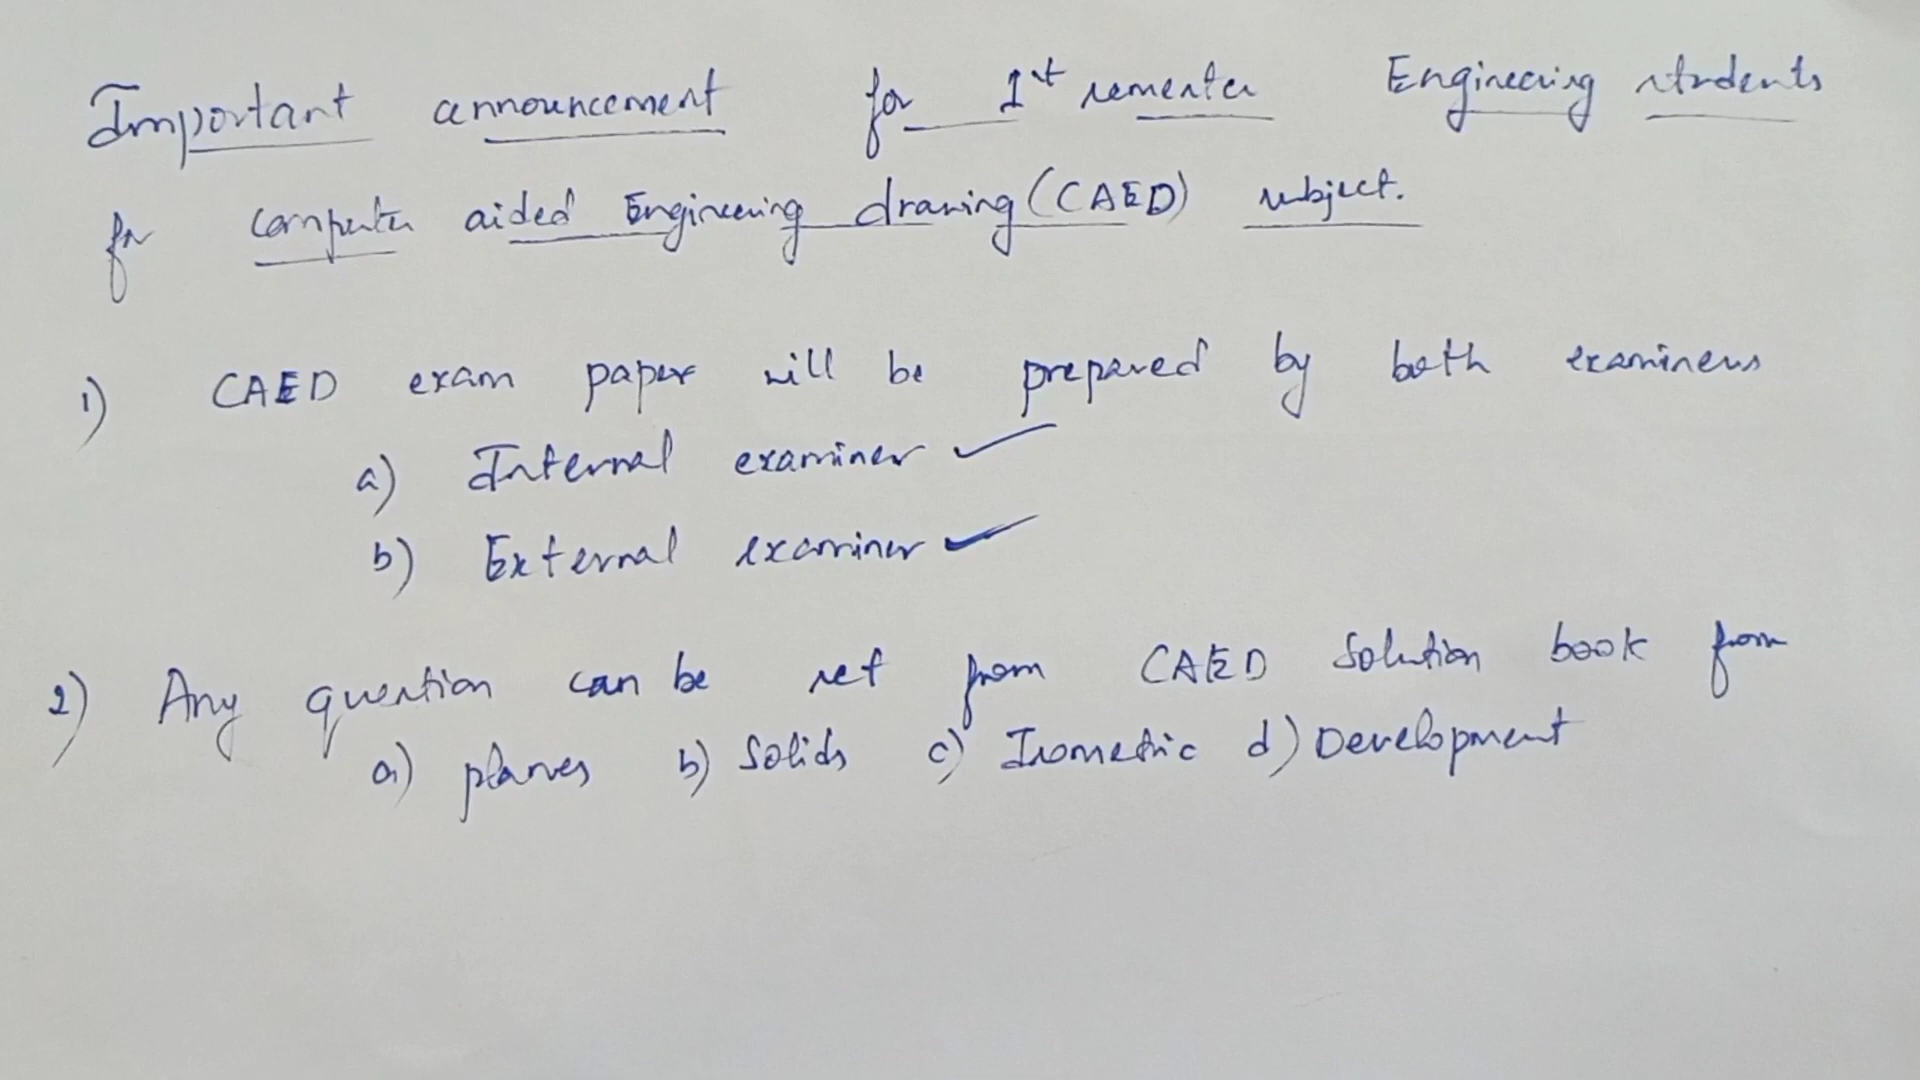 Important announcement for 1st semester Engineering students
for computer aided Engineering drawing (CAED) subject.
1) CAED exam paper will be prepared by both examiners
a) Internal examiner ✓
b) External examiner ✓
2) Any question can be set from CAED Solution book from
a) planes b) Solids c) Isometric d) Development